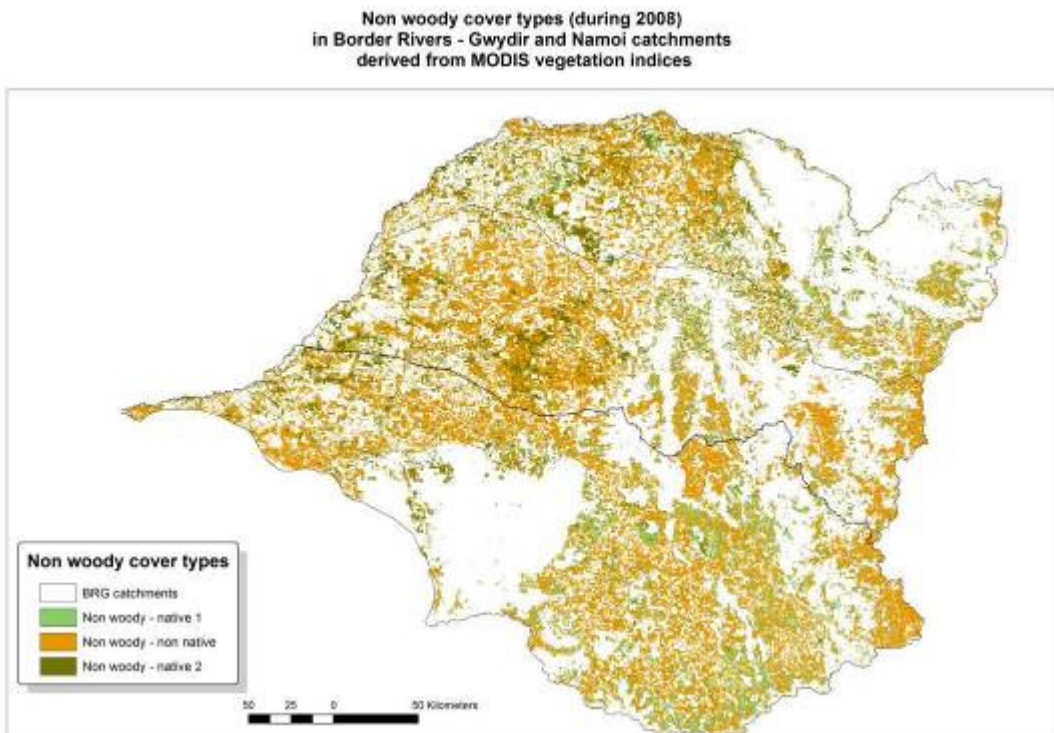 Non woody cover types (during 2008)
in Border Rivers - Gwydir and Namoi catchments
derived from MODIS vegetation indices
Non woody cover types
BRG catchments
Non woody - native 1
Non woody - non native
Non woody - native 2
50 25 0 50 Kilometers